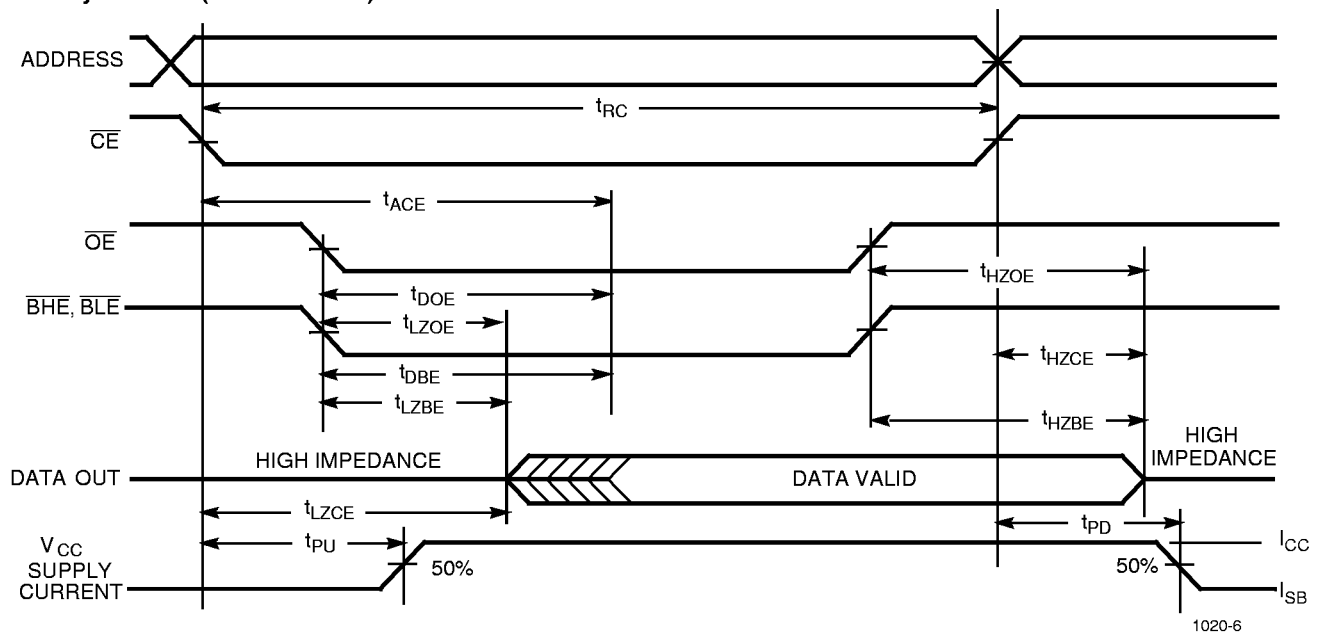 ADDRESS
tRC
CE
tACE
OE
tHZOE
tDOE
BHE, BLE
tLZOE
tHZCE
tDBE
tLZBE
tHZBE
HIGH IMPEDANCE
HIGH
IMPEDANCE
DATA OUT
DATA VALID
tLZCE
tPD
VCC
SUPPLY
CURRENT
tPU
50%
50%
ICC
ISB
1020-6